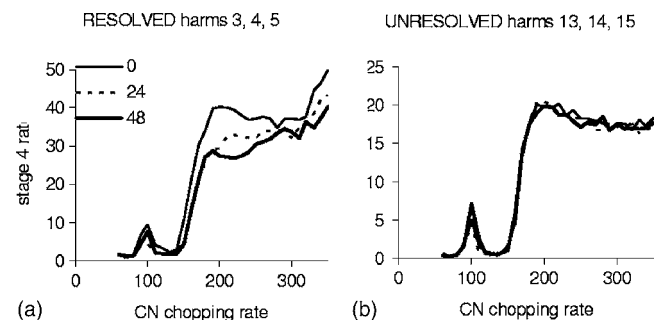 RESOLVED harms 3, 4, 5
50
40
30
20
10
0
0
24
48
stage 4 rat
0 100 200 300
(a) CN chopping rate
UNRESOLVED harms 13, 14, 15
25
20
15
10
5
0
0 100 200 300
(b) CN chopping rate